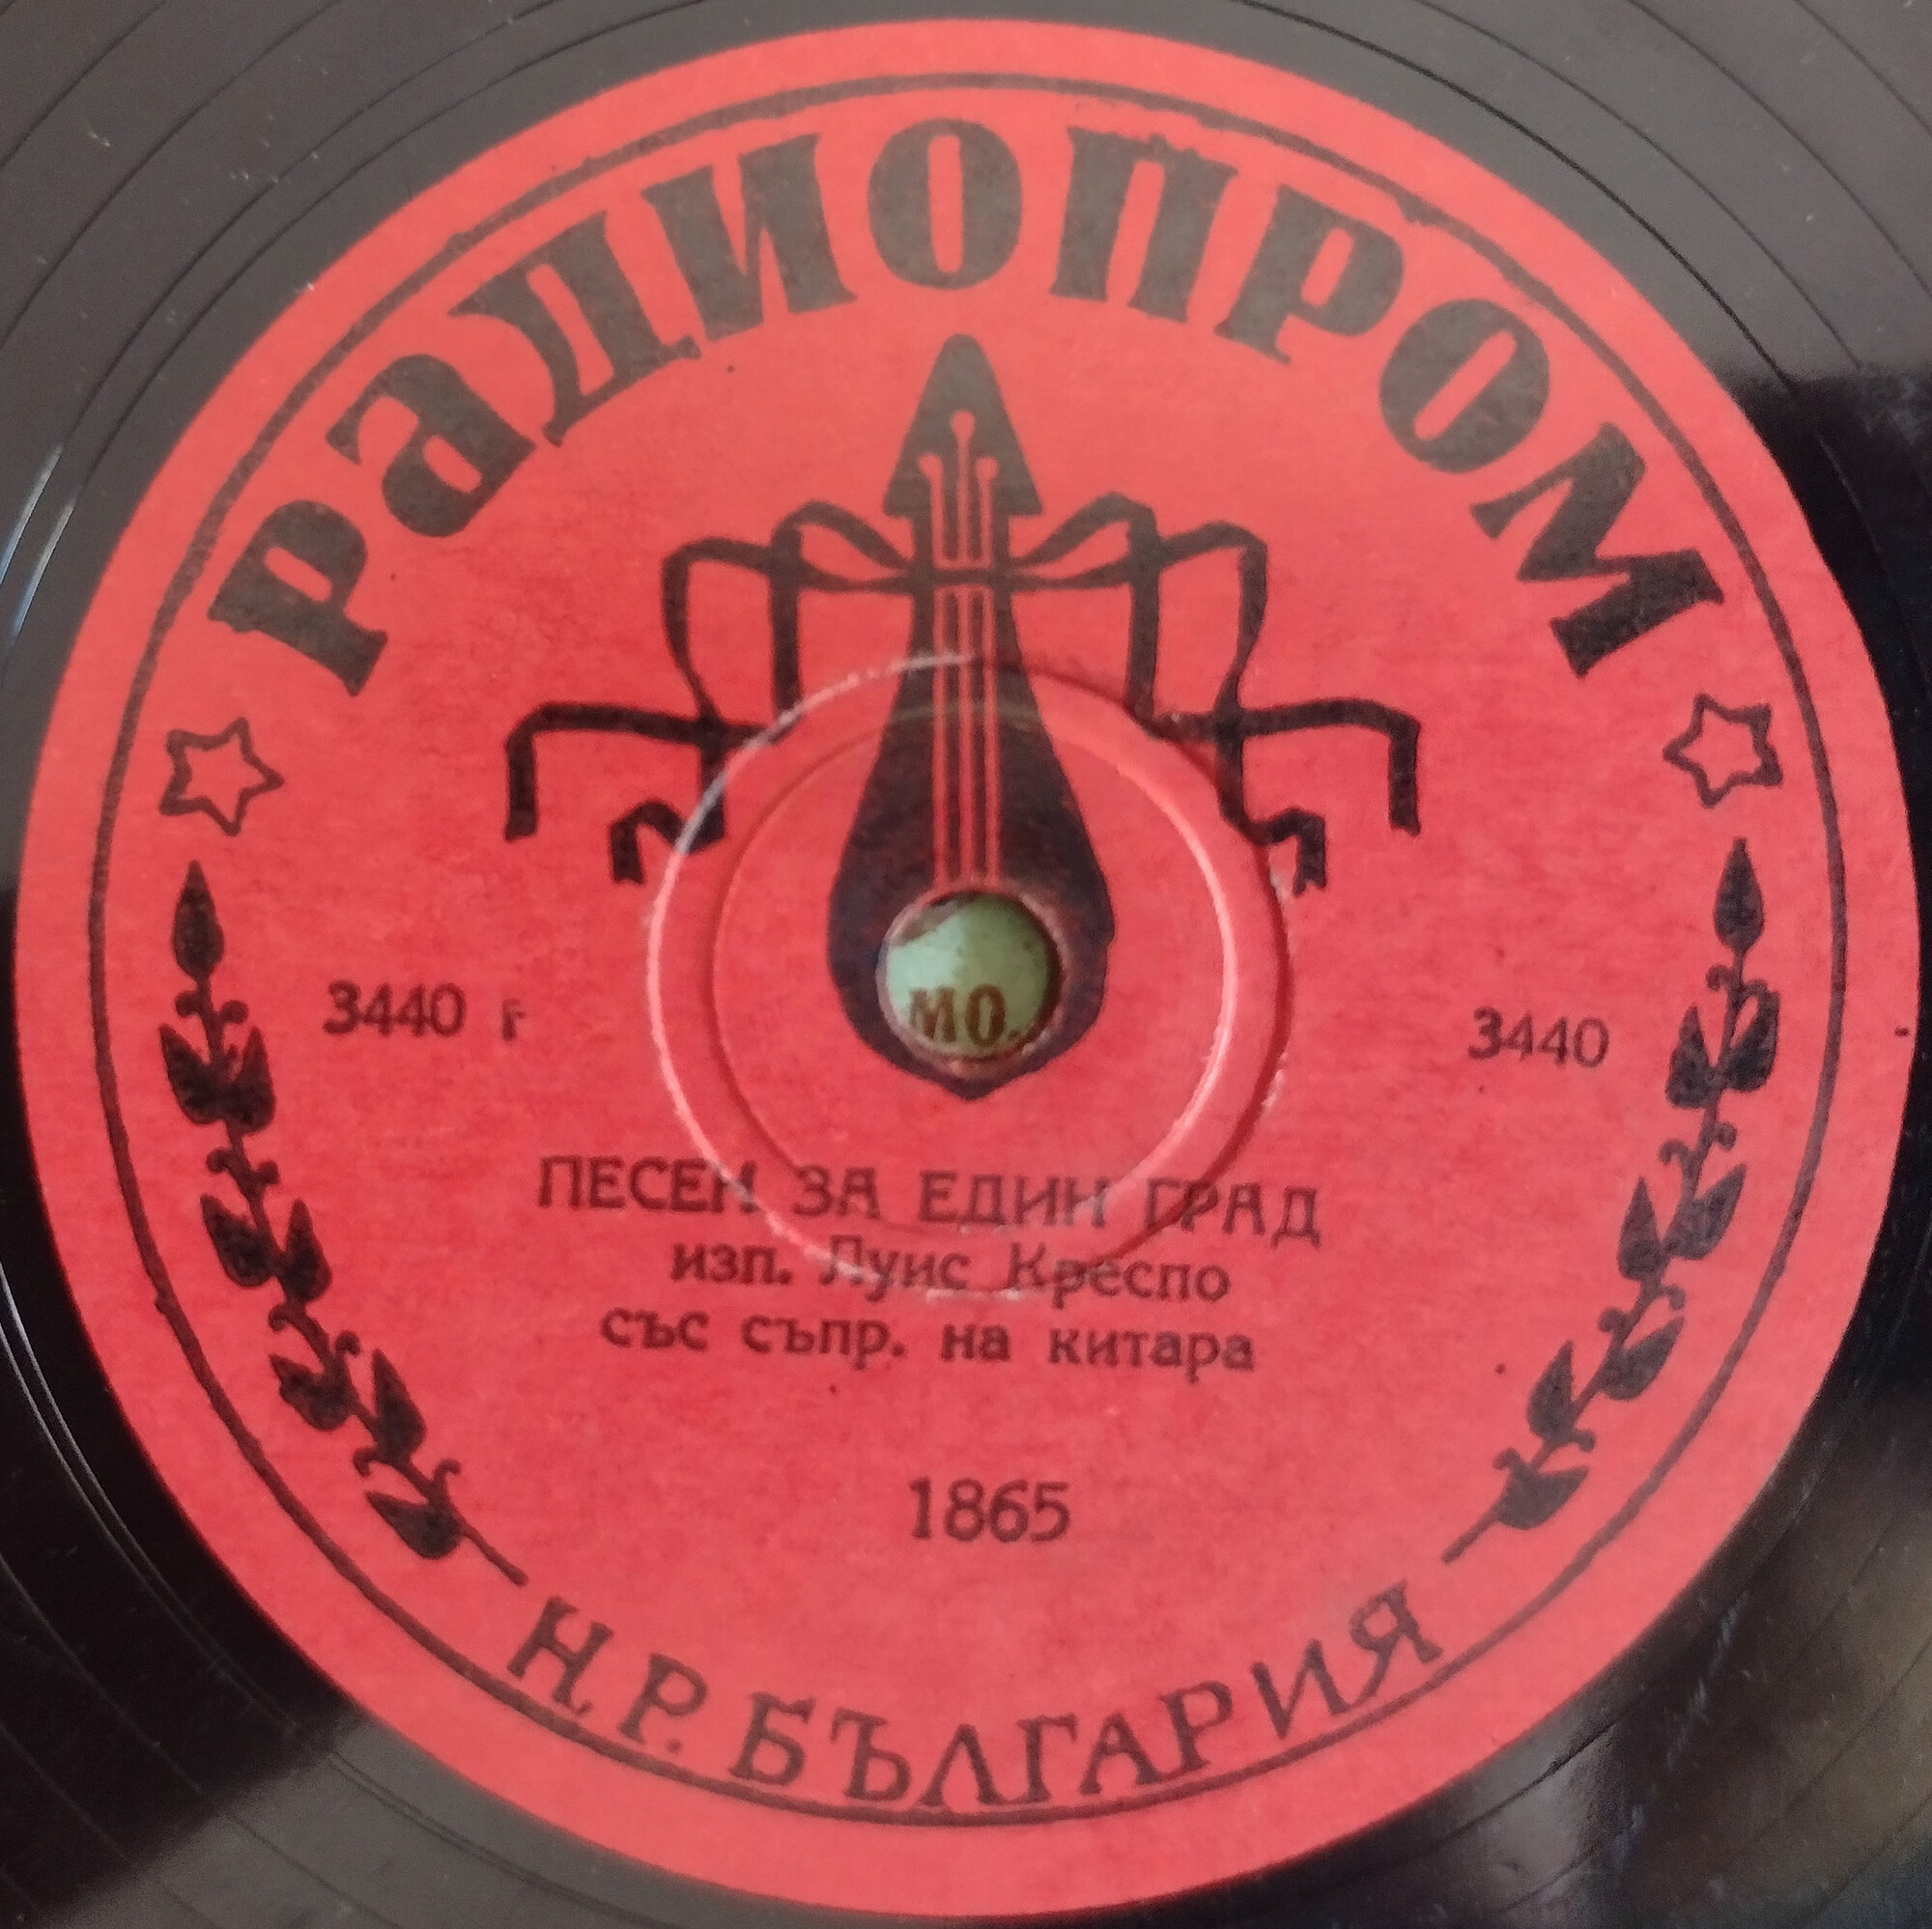 РАДИОПРОМ
3440 г
3440
МО.
ПЕСЕН ЗА ЕДИН ГРАД
изп. Луис Креспо
със съпр. на китара
1865
Н.Р. БЪЛГАРИЯ